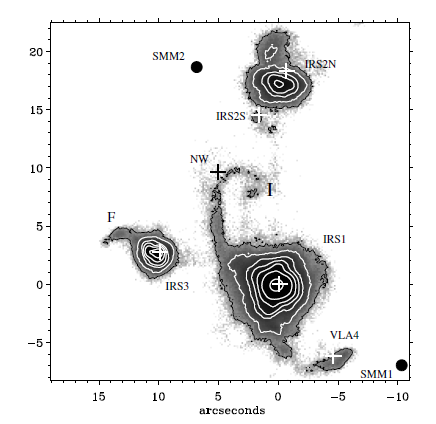 20
SMM2
IRS2N
15
IRS2S
10
NW
I
F
5
IRS1
IRS3
0
VLA4
-5
SMM1
15 10 5 0 -5 -10
arcseconds